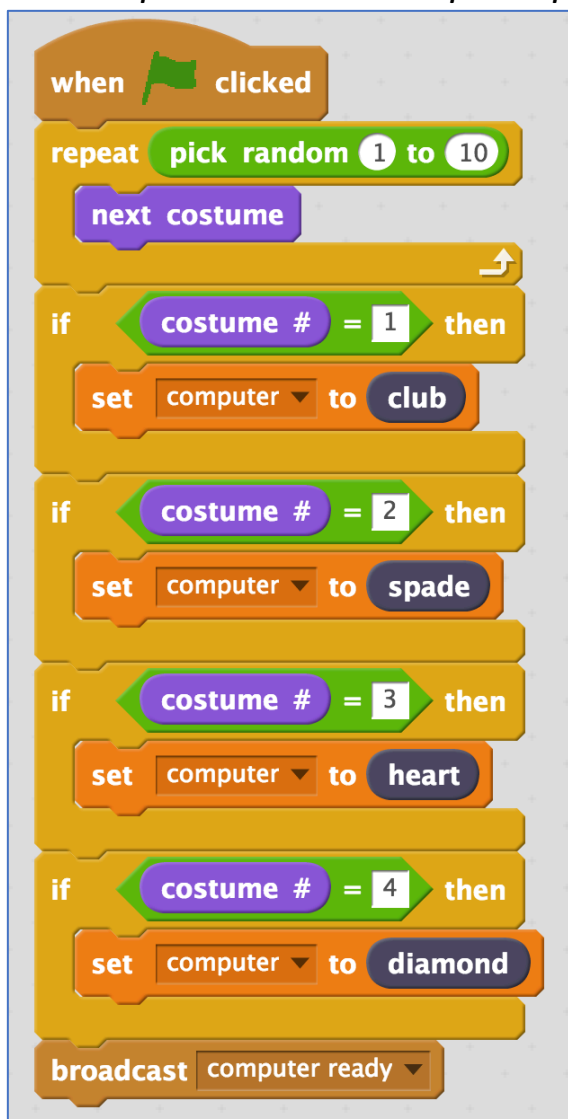 when clicked
repeat pick random 1 to 10
next costume
if costume # = 1 then
set computer to club
if costume # = 2 then
set computer to spade
if costume # = 3 then
set computer to heart
if costume # = 4 then
set computer to diamond
broadcast computer ready